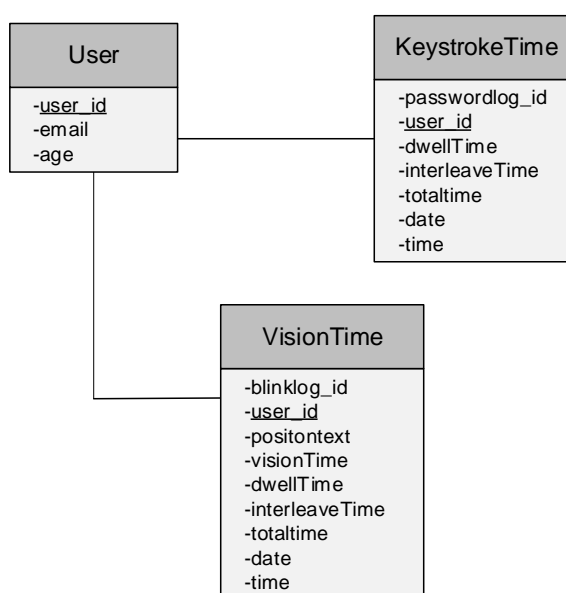 User
-user_id
-email
-age
KeystrokeTime
-passwordlog_id
-user_id
-dwellTime
-interleaveTime
-totaltime
-date
-time
VisionTime
-blinklog_id
-user_id
-positontext
-visionTime
-dwellTime
-interleaveTime
-totaltime
-date
-time